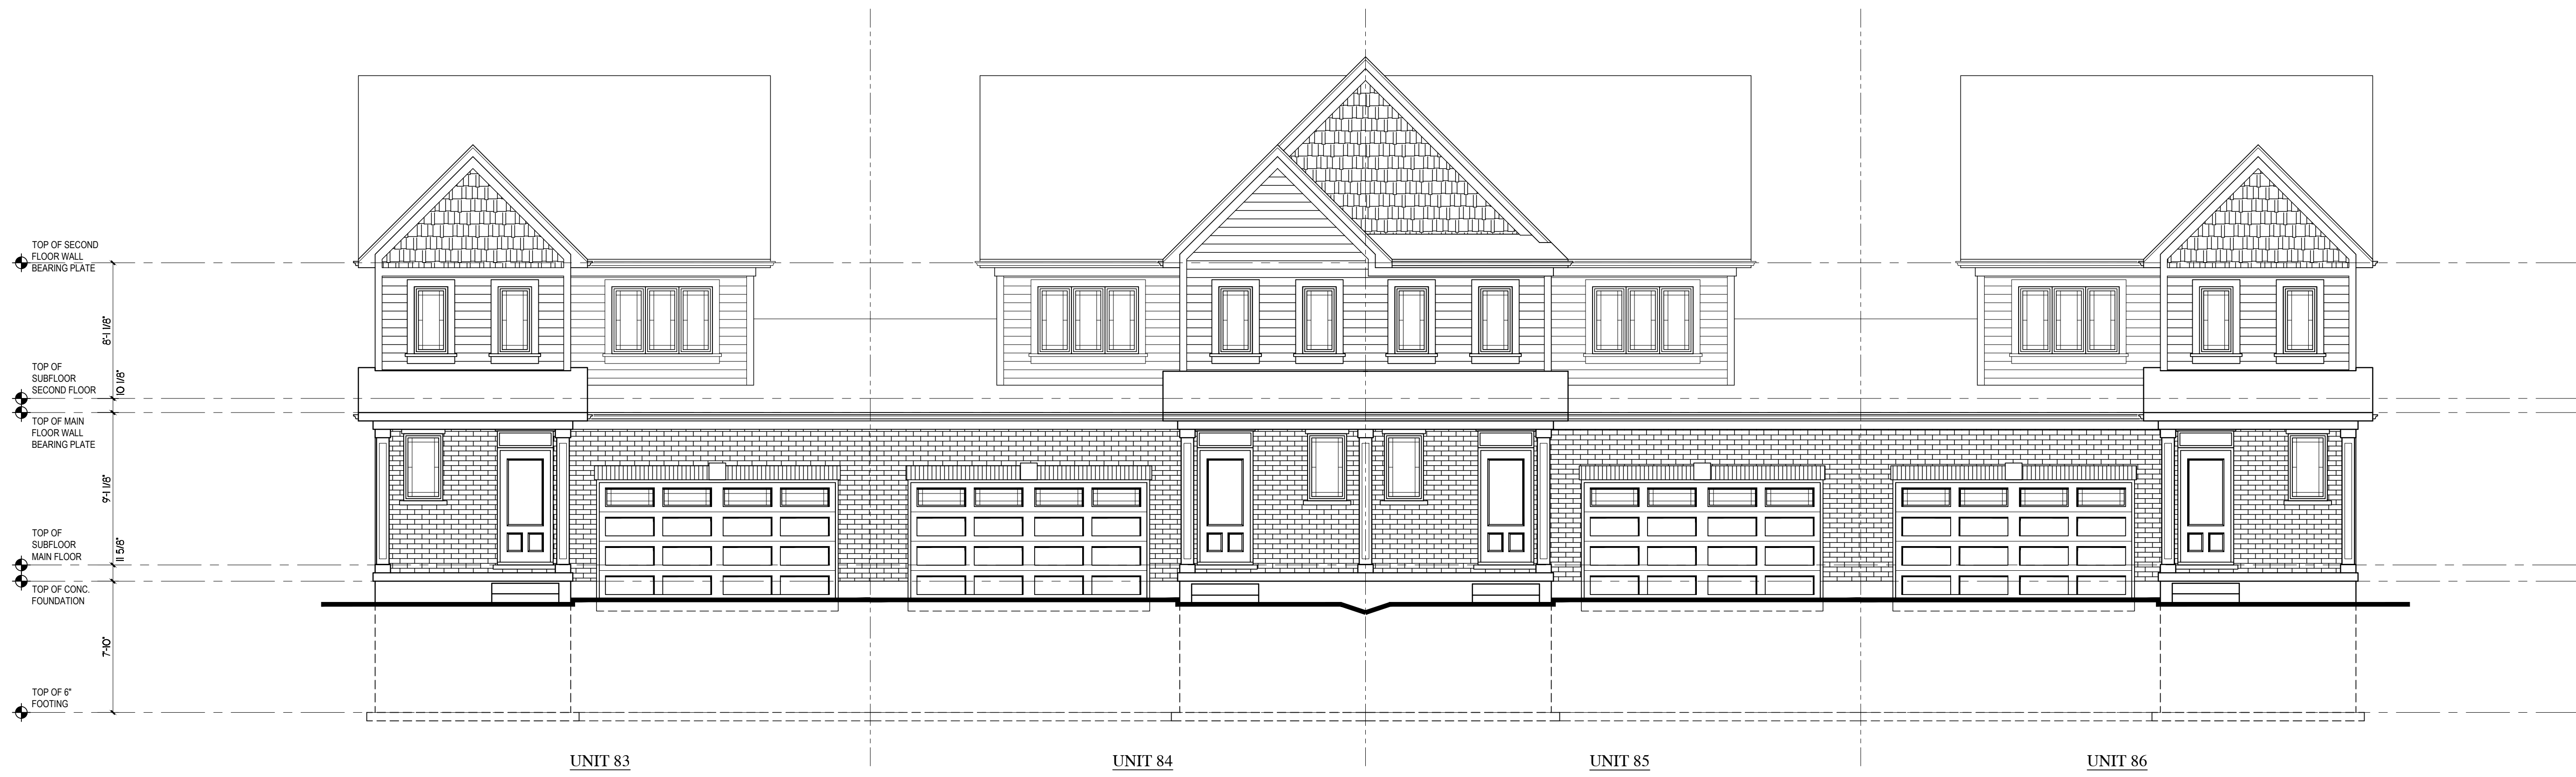 TOP OF SECOND
FLOOR WALL
BEARING PLATE
8'-1 1/8"
TOP OF
SUBFLOOR
SECOND FLOOR
10 1/8"
TOP OF MAIN
FLOOR WALL
BEARING PLATE
9'-1 1/8"
TOP OF
SUBFLOOR
MAIN FLOOR
11 5/8"
TOP OF CONC.
FOUNDATION
7'-10"
TOP OF 6"
FOOTING
UNIT 83
UNIT 84
UNIT 85
UNIT 86